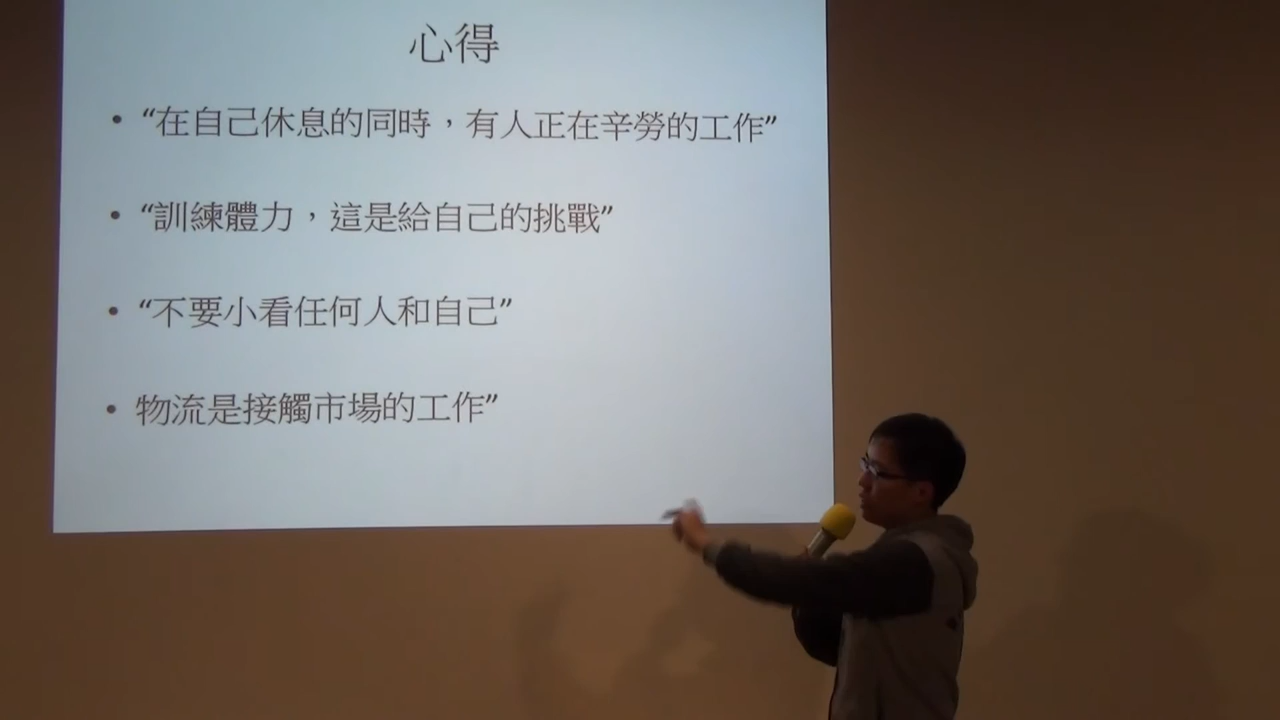 心得
• “在自己休息的同時，有人正在辛勞的工作”
• “訓練體力，這是給自己的挑戰”
• “不要小看任何人和自己”
• 物流是接觸市場的工作”